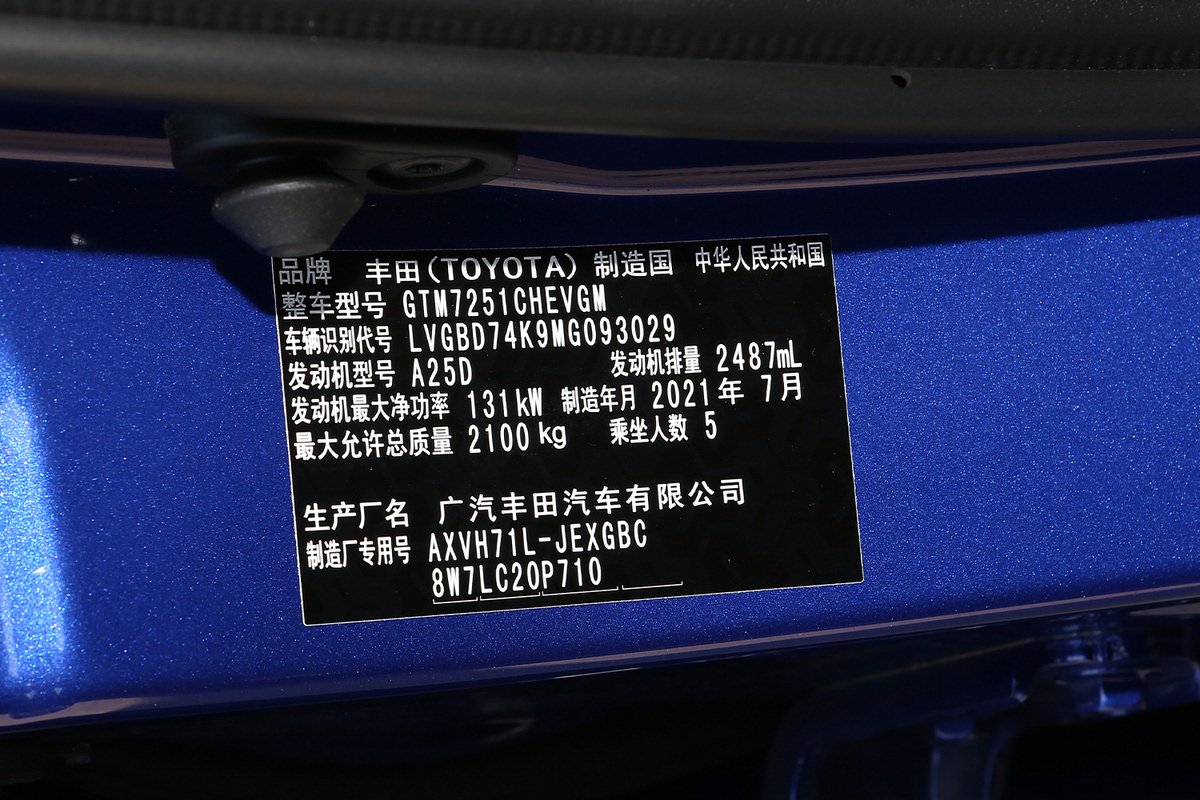 品牌 丰田(TOYOTA) 制造国 中华人民共和国
整车型号 GTM7251CHEVGM
车辆识别代号 LVGBD74K9MG093029
发动机型号 A25D 发动机排量 2487mL
发动机最大净功率 131kW 制造年月 2021年 7月
最大允许总质量 2100kg 乘坐人数 5
生产厂名 广汽丰田汽车有限公司
制造厂专用号 AXVH71L-JEXGBC
8W7LC20P710